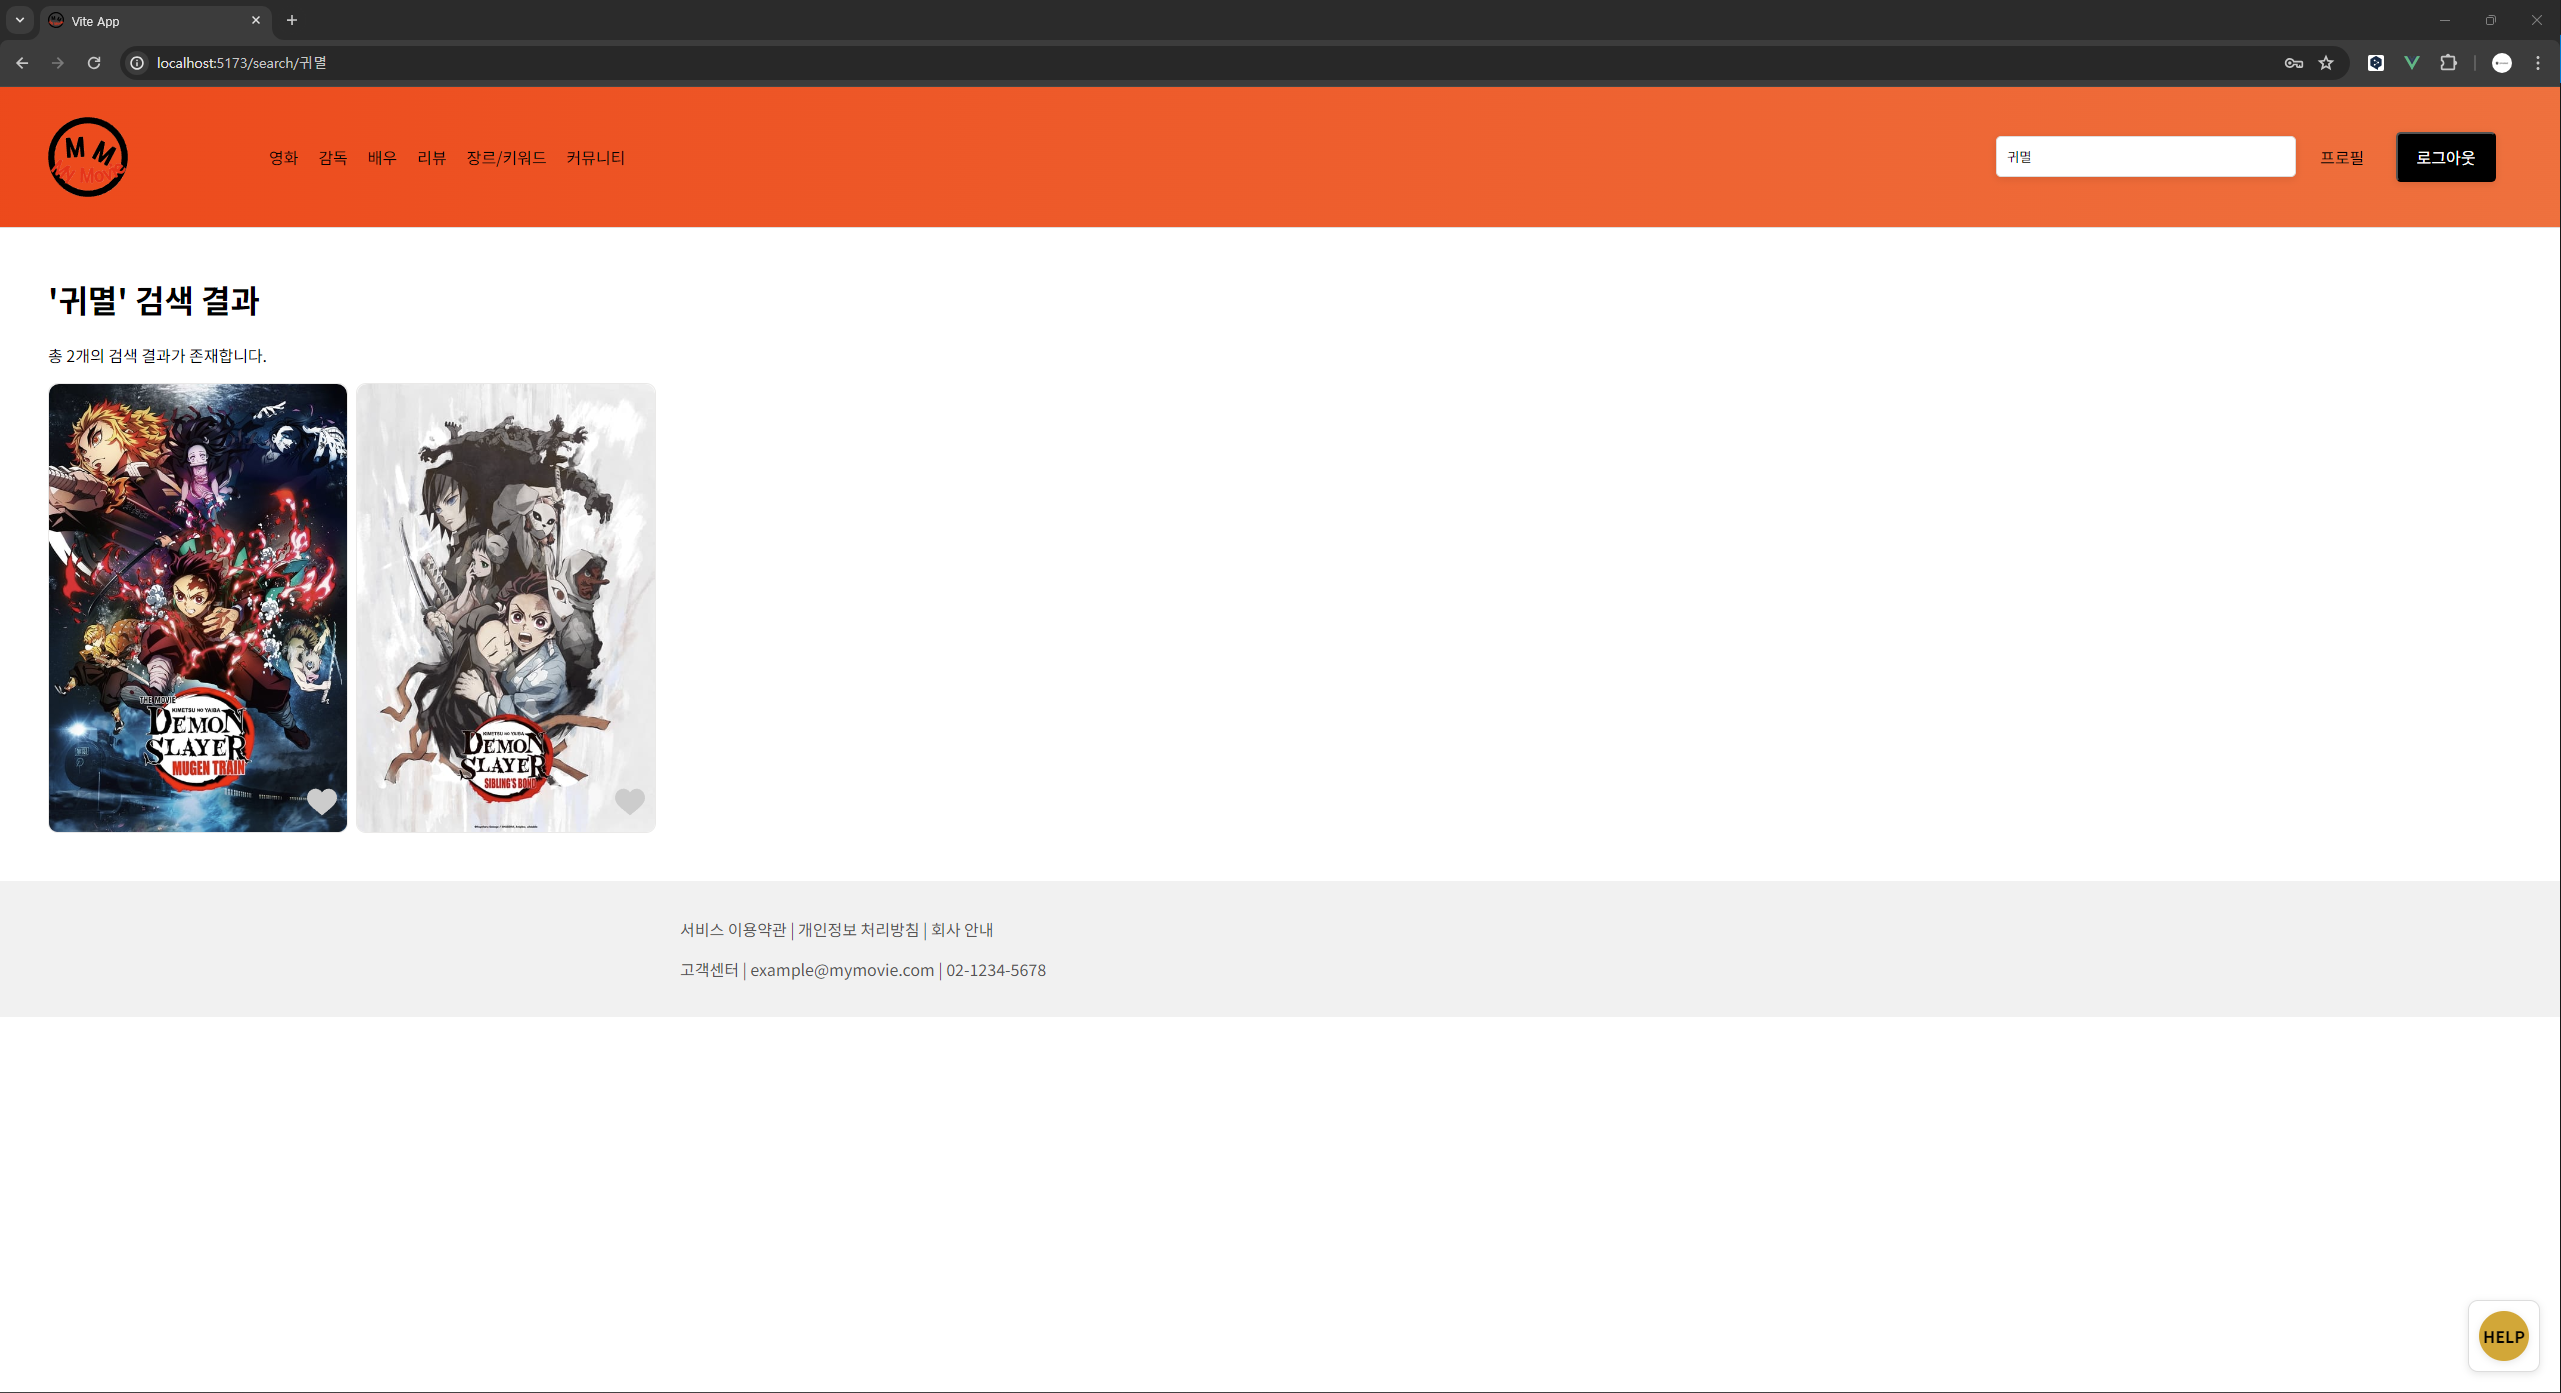 Vite App
localhost:5173/search/귀멸
M M
My Movie
영화 감독 배우 리뷰 장르/키워드 커뮤니티
귀멸
프로필
로그아웃
'귀멸' 검색 결과
총 2개의 검색 결과가 존재합니다.
THE MOVIE
KIMETSU NO YAIBA
DEMON
SLAYER
MUGEN TRAIN
KIMETSU NO YAIBA
DEMON
SLAYER
SIBLING'S BOND
서비스 이용약관 | 개인정보 처리방침 | 회사 안내
고객센터 | example@mymovie.com | 02-1234-5678
HELP